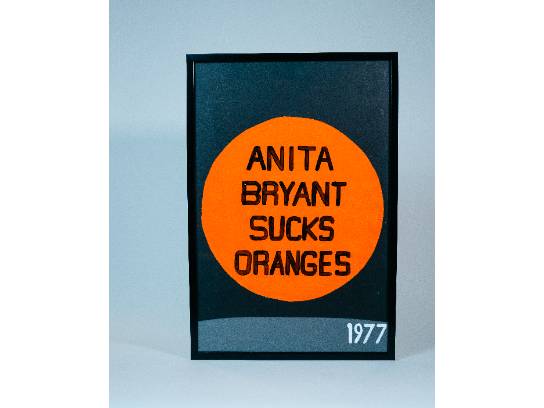 ANITA
BRYANT
SUCKS
ORANGES
1977